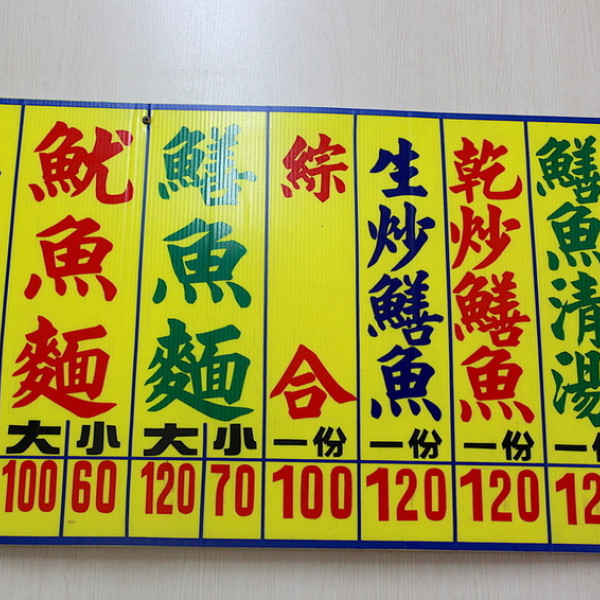 魷魚麵
大 小
100 60
鱔魚麵
大 小
120 70
綜合
一份
100
生炒鱔魚
一份
120
乾炒鱔魚
一份
120
鱔魚清湯